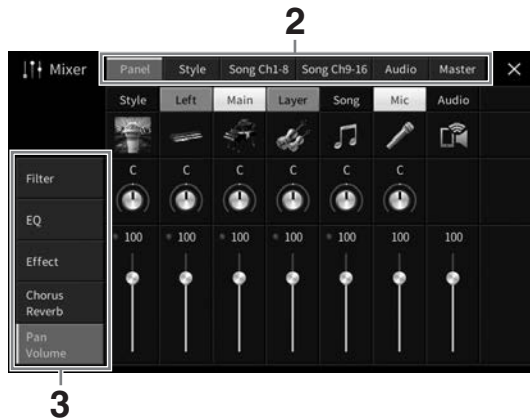 2
Mixer
Panel Style Song Ch1-8 Song Ch9-16 Audio Master ×
Style Left Main Layer Song Mic Audio
Filter
EQ
Effect
Chorus
Reverb
Pan
Volume
C C C C C C
100 100 100 100 100 100 100
3